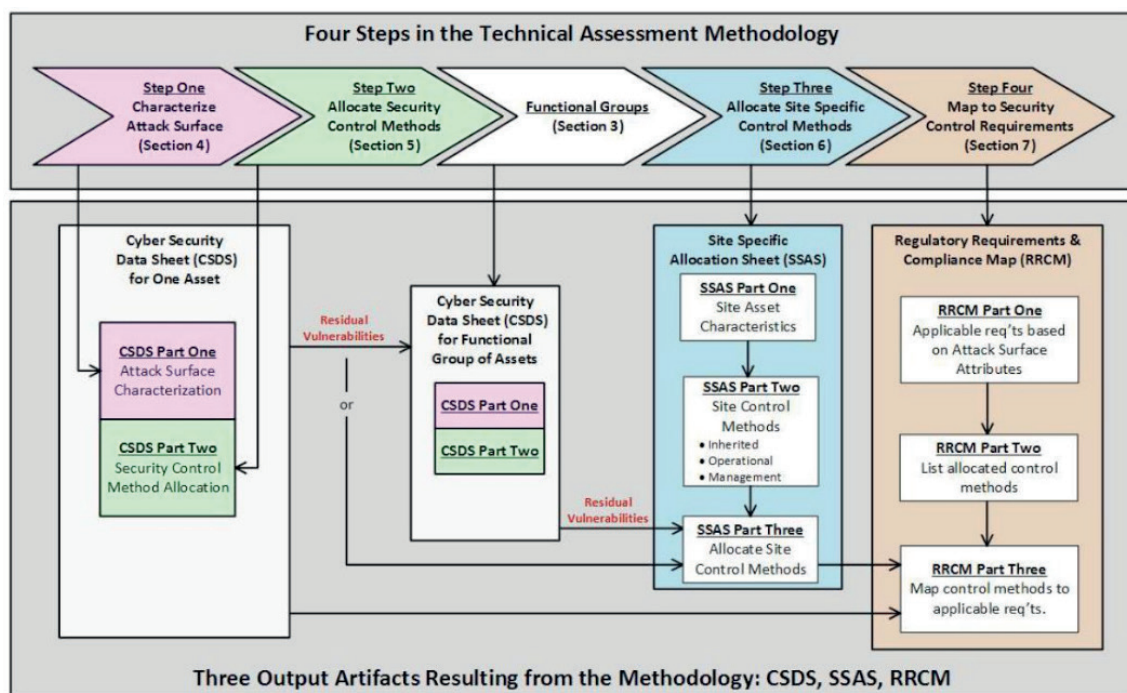 Four Steps in the Technical Assessment Methodology
Step One
Characterize
Attack Surface
(Section 4)
Step Two
Allocate Security
Control Methods
(Section 5)
Functional Groups
(Section 3)
Step Three
Allocate Site Specific
Control Methods
(Section 6)
Step Four
Map to Security
Control Requirements
(Section 7)
Cyber Security
Data Sheet (CSDS)
for One Asset
CSDS Part One
Attack Surface
Characterization
CSDS Part Two
Security Control
Method Allocation
Residual
Vulnerabilities
or
Cyber Security
Data Sheet (CSDS)
for Functional
Group of Assets
CSDS Part One
CSDS Part Two
Residual
Vulnerabilities
Site Specific
Allocation Sheet (SSAS)
SSAS Part One
Site Asset
Characteristics
SSAS Part Two
Site Control
Methods
• Inherited
• Operational
• Management
SSAS Part Three
Allocate Site
Control Methods
Regulatory Requirements &
Compliance Map (RRCM)
RRCM Part One
Applicable req'ts based
on Attack Surface
Attributes
RRCM Part Two
List allocated control
methods
RRCM Part Three
Map control methods to
applicable req'ts.
Three Output Artifacts Resulting from the Methodology: CSDS, SSAS, RRCM